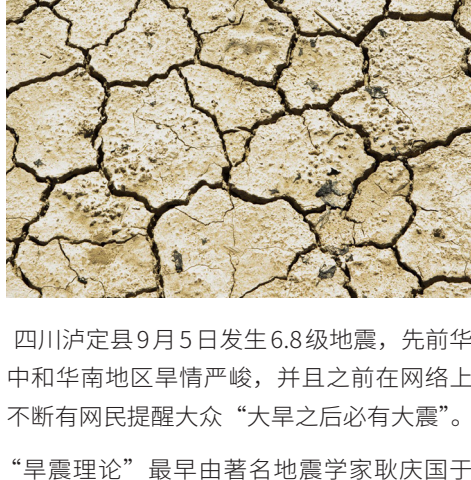 四川泸定县9月5日发生6.8级地震，先前华
中和华南地区旱情严峻，并且之前在网络上
不断有网民提醒大众“大旱之后必有大震”。
“旱震理论”最早由著名地震学家耿庆国于